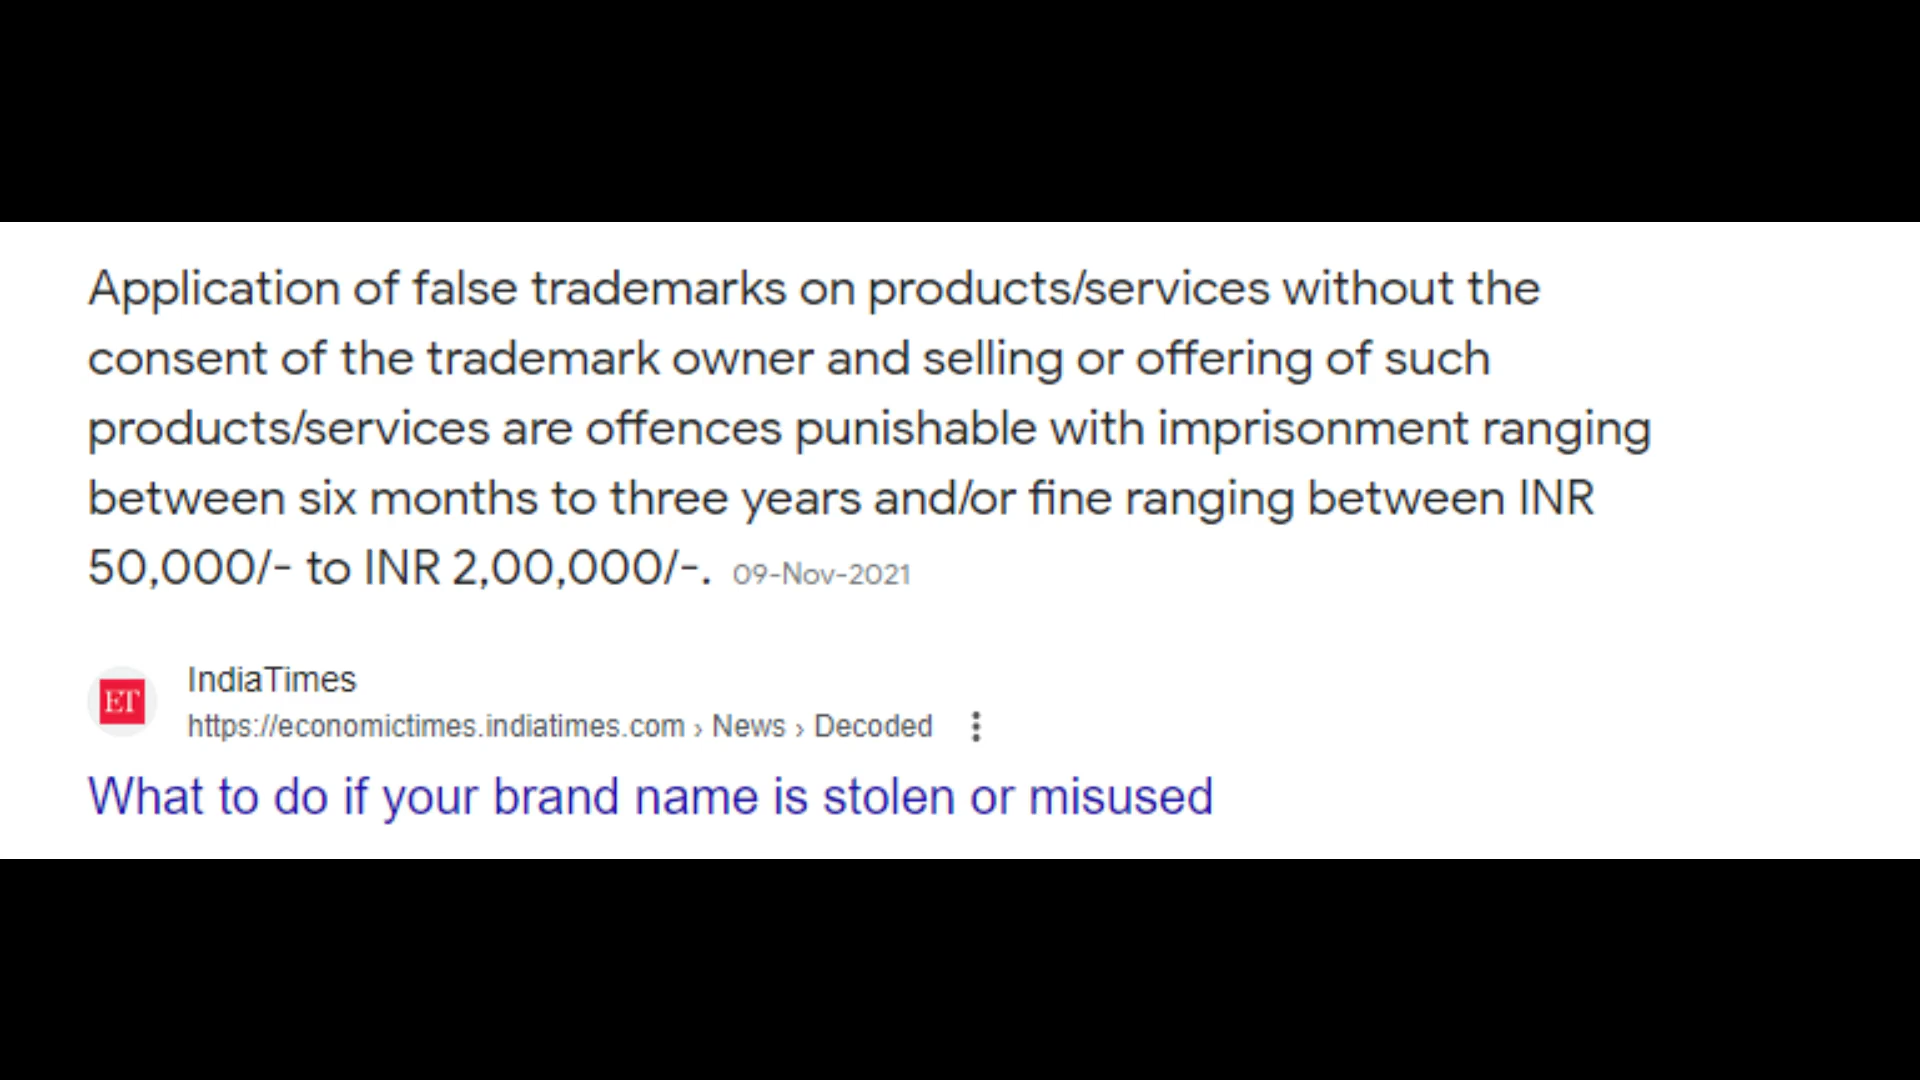 Application of false trademarks on products/services without the
consent of the trademark owner and selling or offering of such
products/services are offences punishable with imprisonment ranging
between six months to three years and/or fine ranging between INR
50,000/- to INR 2,00,000/-. 09-Nov-2021
ET
IndiaTimes
https://economictimes.indiatimes.com › News › Decoded
What to do if your brand name is stolen or misused